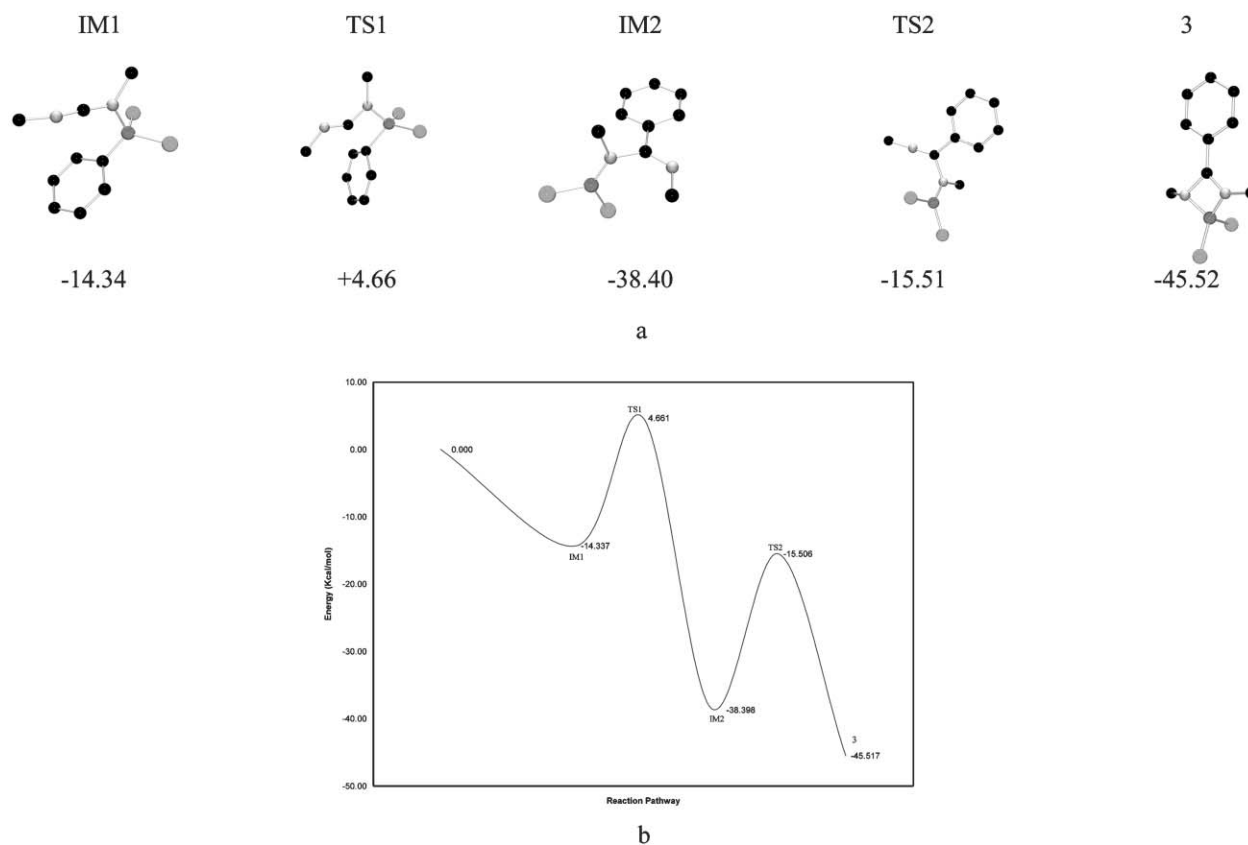 IM1 TS1 IM2 TS2 3
-14.34 +4.66 -38.40 -15.51 -45.52
a
10.00
TS1
4.661
0.00
0.000
-10.00
-14.337
IM1
TS2
-15.506
-20.00
Energy (Kcal/mol)
-30.00
-38.398
IM2
-40.00
3
-45.517
-50.00
Reaction Pathway
b